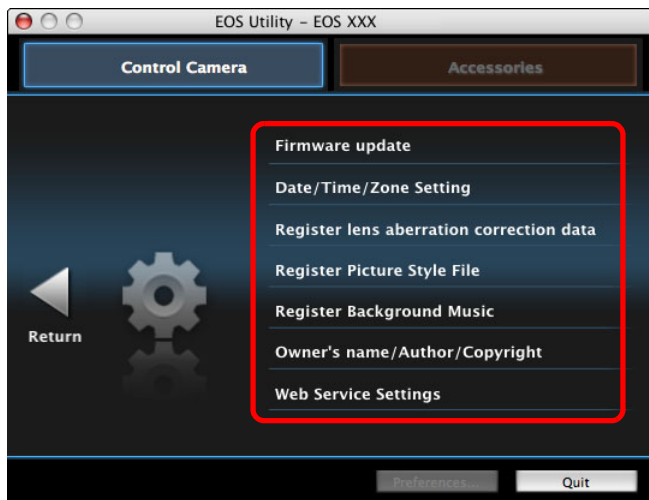 EOS Utility – EOS XXX
Control Camera
Accessories
Firmware update
Date/Time/Zone Setting
Register lens aberration correction data
Register Picture Style File
Register Background Music
Owner's name/Author/Copyright
Web Service Settings
Return
Preferences...
Quit